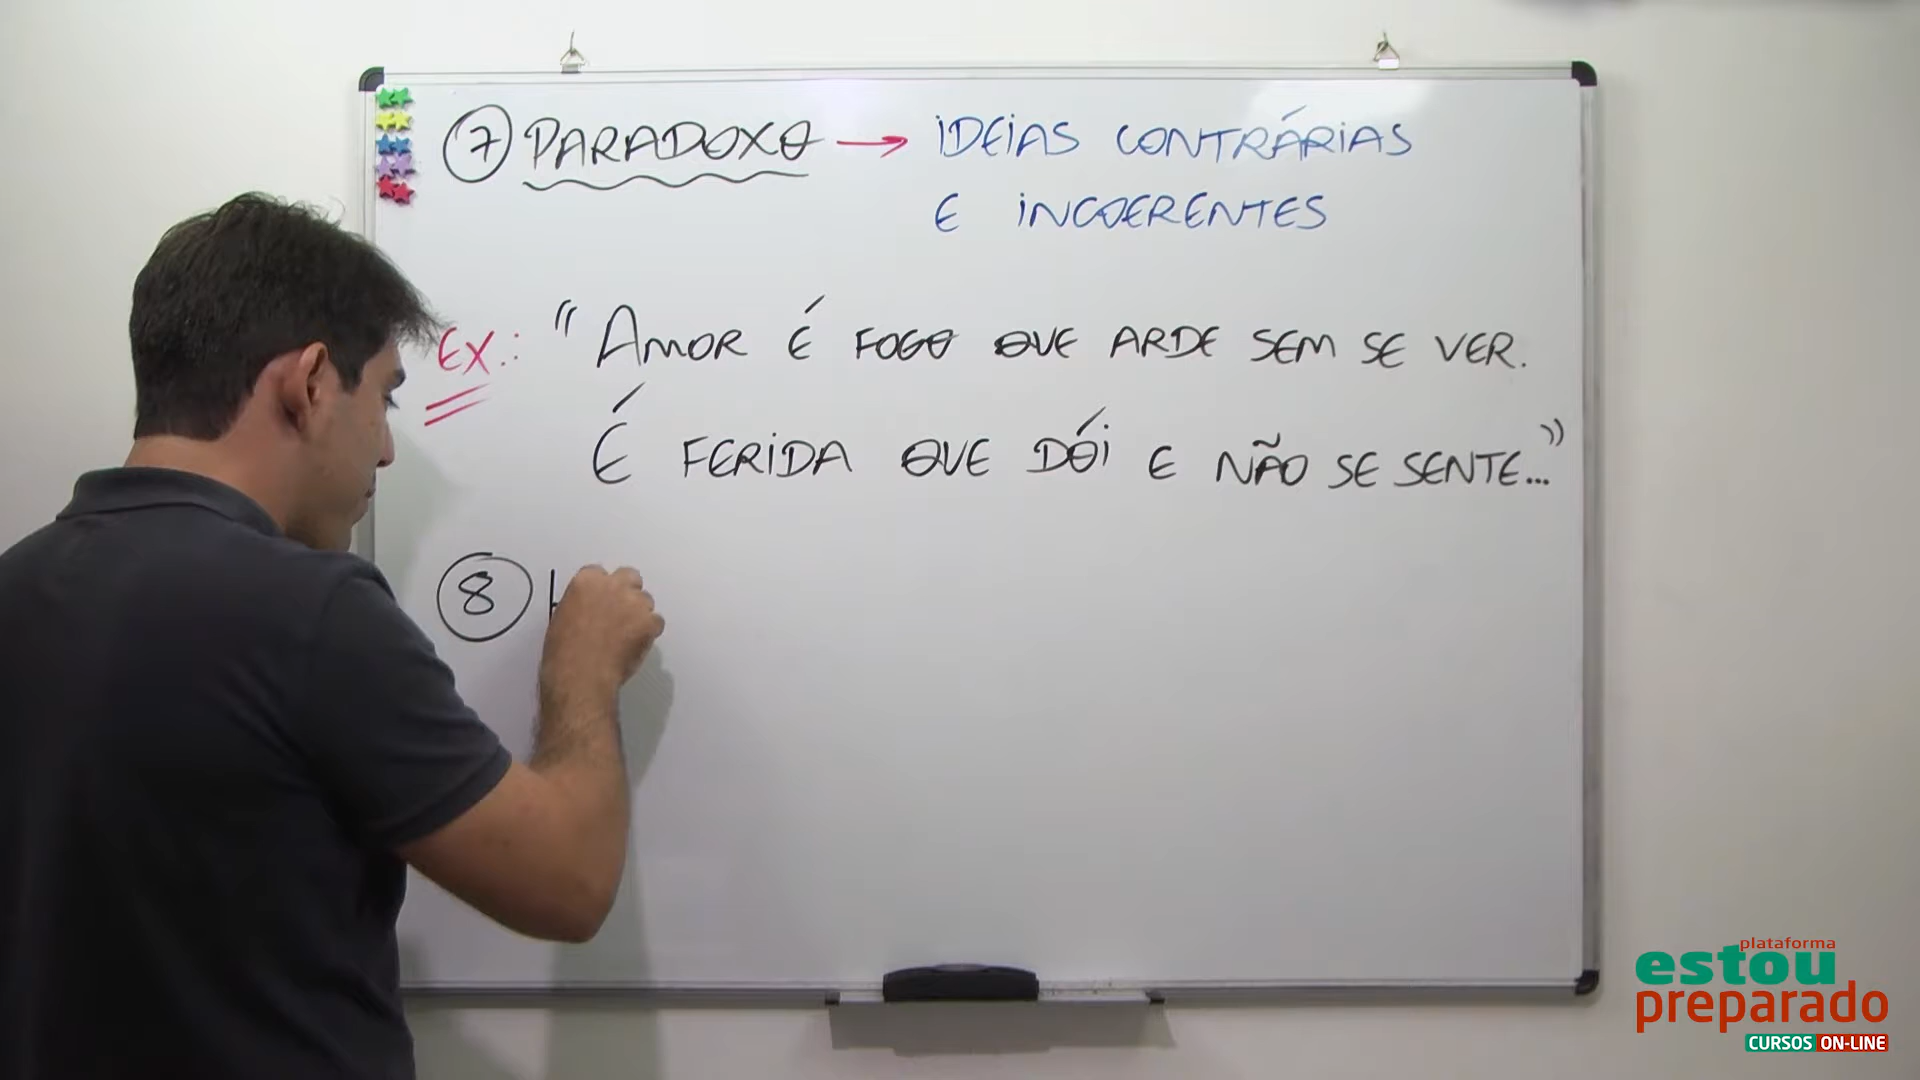 7 PARADOXO → IDEIAS CONTRÁRIAS
E INCOERENTES
EX.: "AMOR É FOGO QUE ARDE SEM SE VER.
É FERIDA QUE DÓI E NÃO SE SENTE..."
8
plataforma
estou
preparado
CURSOS ON-LINE